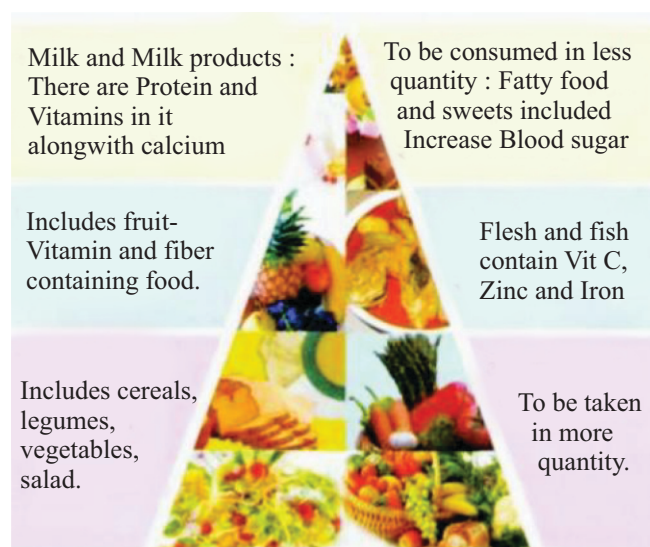 Milk and Milk products :
There are Protein and
Vitamins in it
alongwith calcium
To be consumed in less
quantity : Fatty food
and sweets included
Increase Blood sugar
Includes fruit-
Vitamin and fiber
containing food.
Flesh and fish
contain Vit C,
Zinc and Iron
Includes cereals,
legumes,
vegetables,
salad.
To be taken
in more
quantity.